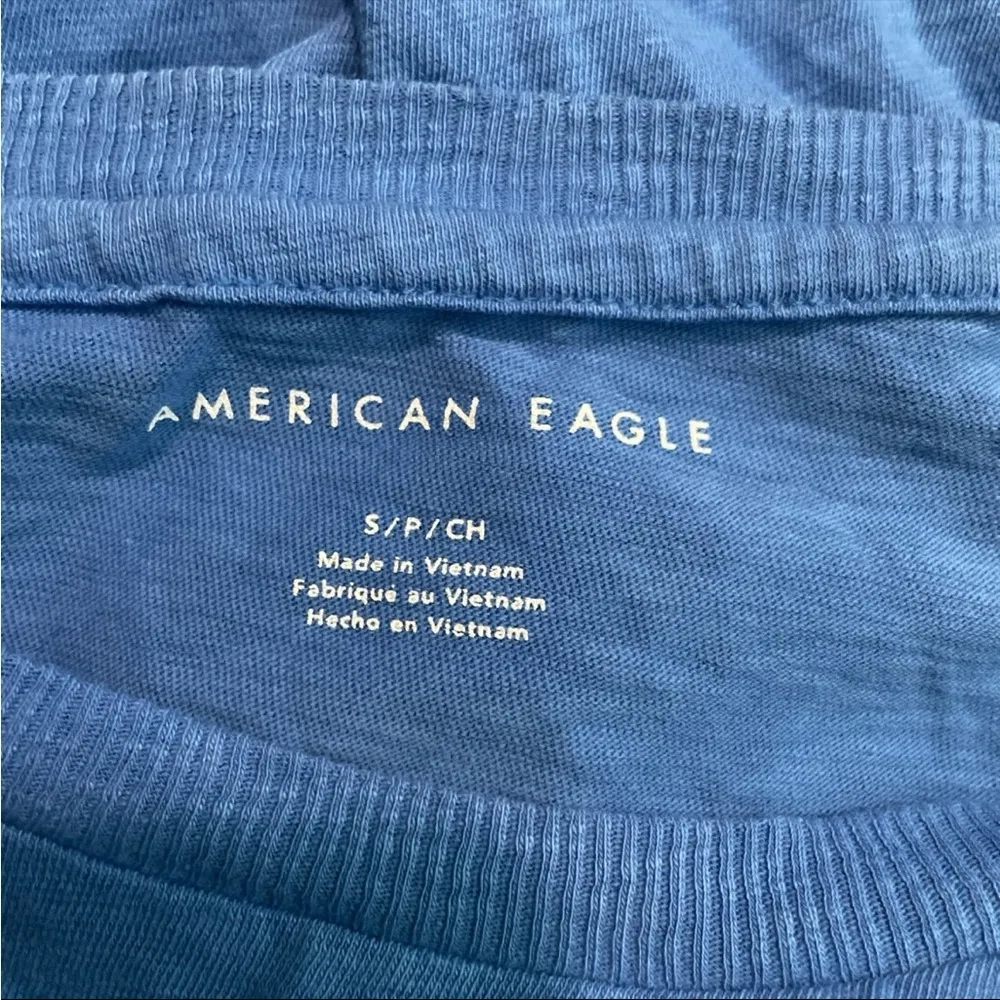 AMERICAN EAGLE
S/P/CH
Made in Vietnam
Fabriqué au Vietnam
Hecho en Vietnam